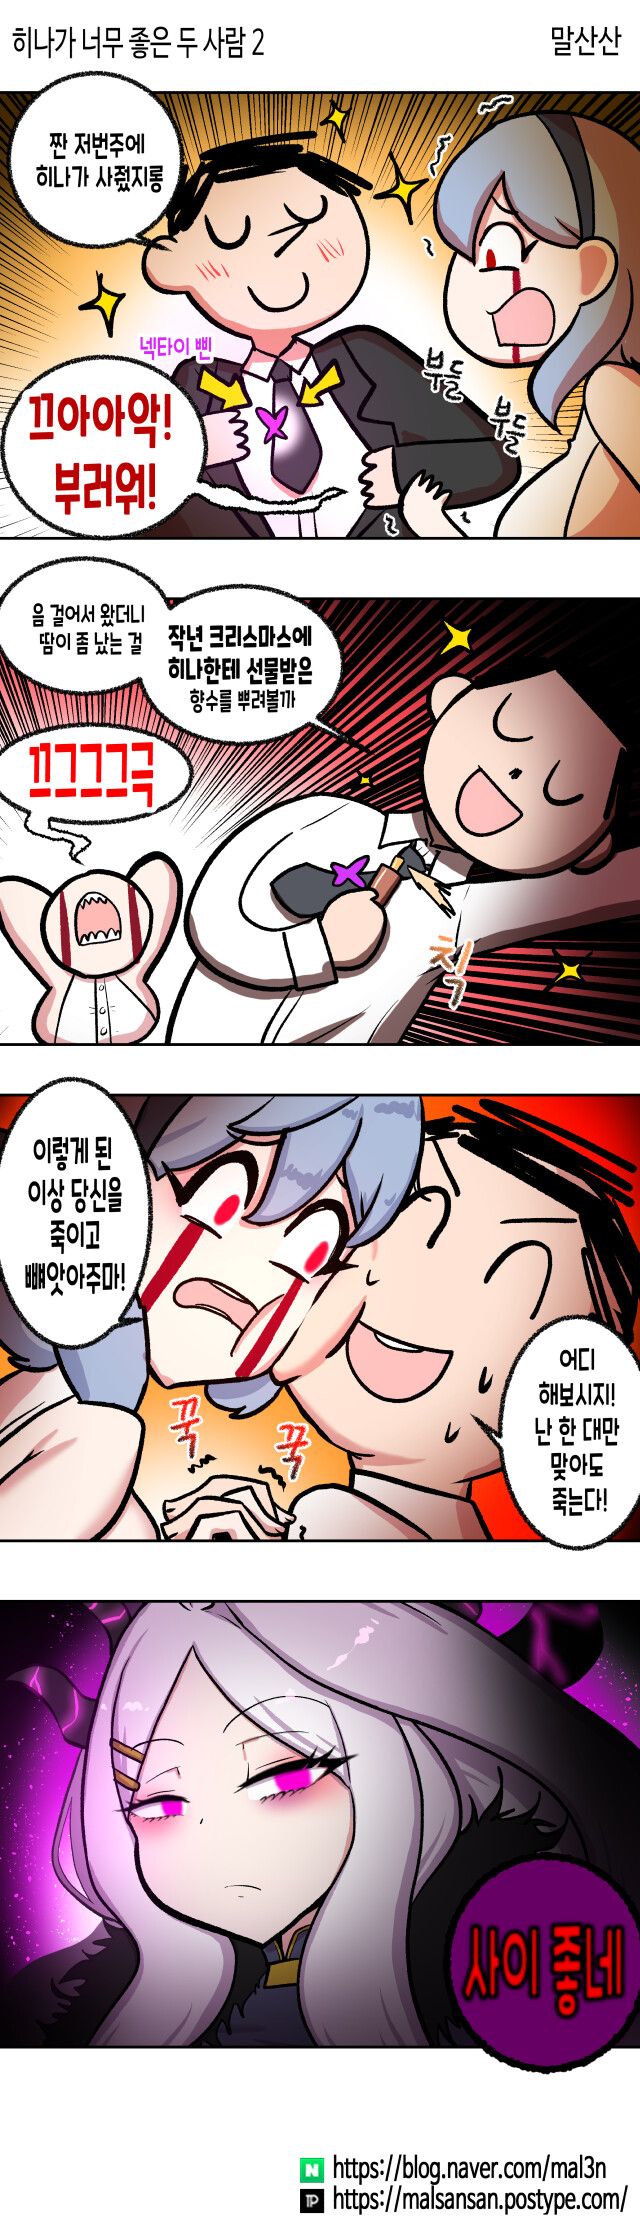 히나가 너무 좋은 두 사람 2
말산산
짠 저번주에
히나가 사줬지롱
넥타이 삔
끄아아악!
부러워!
부들
부들
음 걸어서 왔더니
땀이 좀 났는 걸
작년 크리스마스에
히나한테 선물받은
향수를 뿌려볼까
끄그그그극
칙
이렇게 된
이상 당신을
죽이고
빼앗아주마!
꾹
꾹
어디
해보시지!
난 한 대만
맞아도
죽는다!
사이 좋네
N https://blog.naver.com/mal3n
P https://malsansan.postype.com/